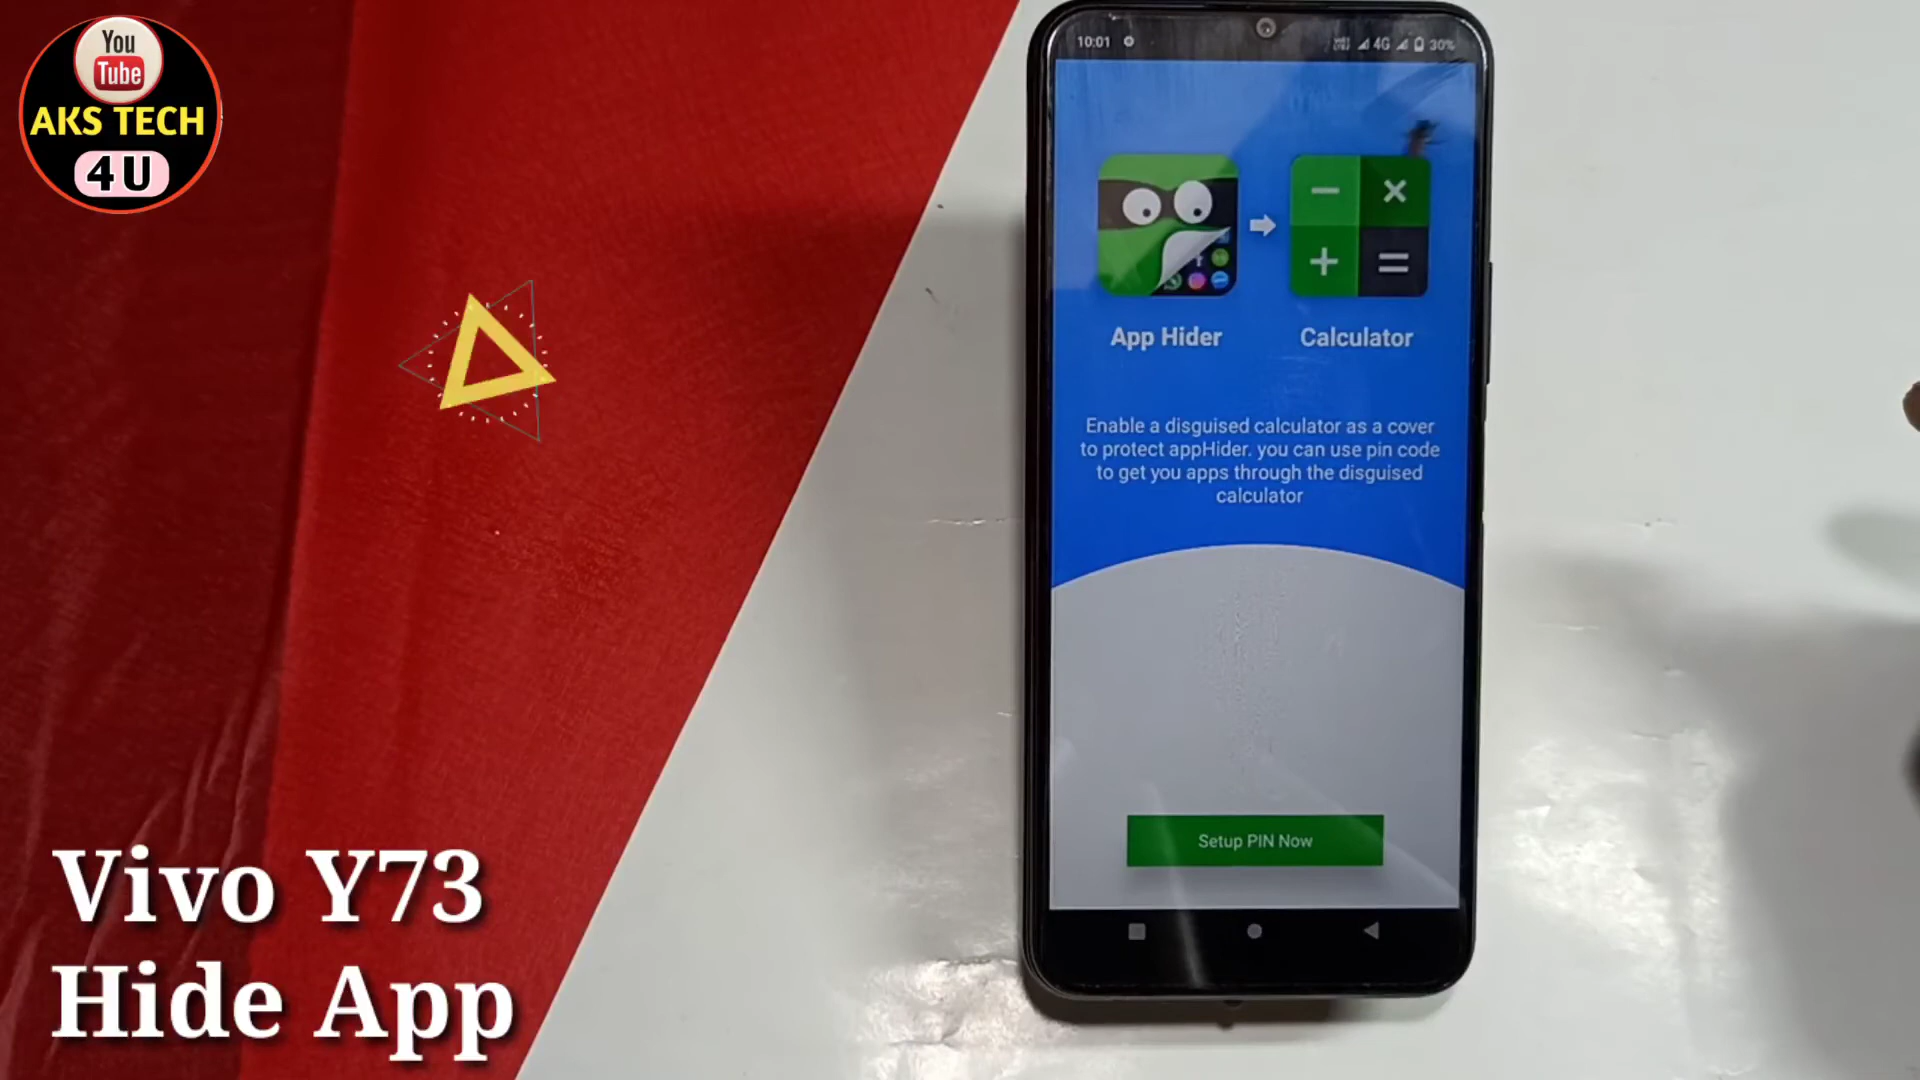 You
Tube
AKS TECH
4U
10:01
4G
30%
App Hider
Calculator
Enable a disguised calculator as a cover
to protect appHider. you can use pin code
to get you apps through the disguised
calculator
Setup PIN Now
Vivo Y73
Hide App